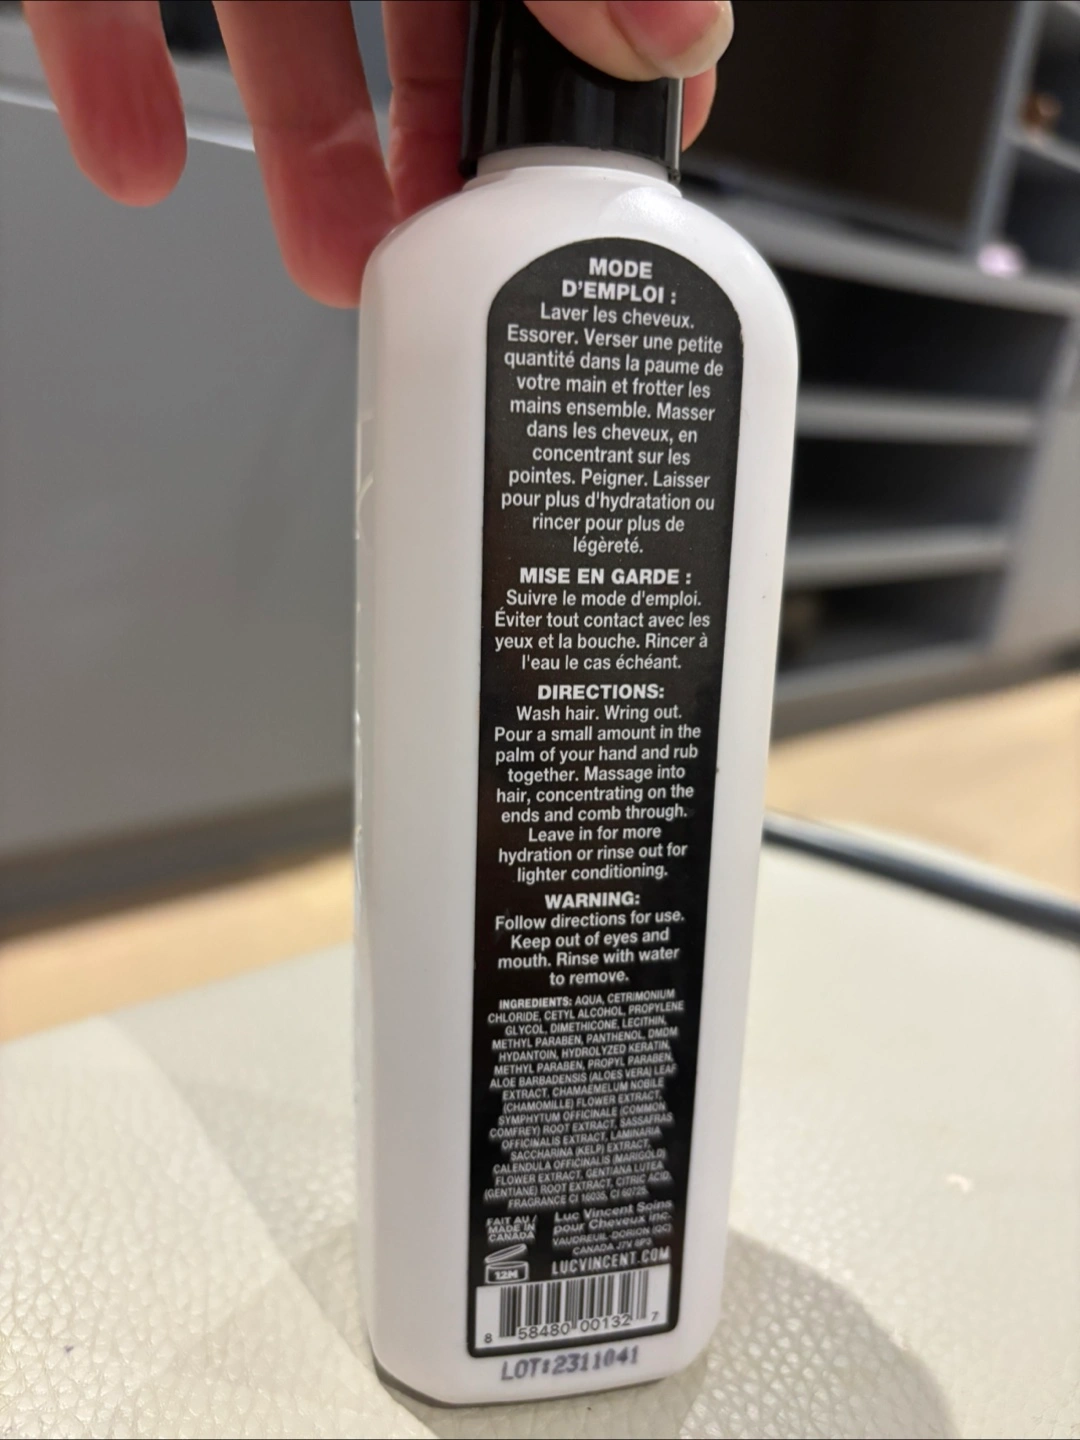 MODE
D'EMPLOI :
Laver les cheveux.
Essorer. Verser une petite
quantité dans la paume de
votre main et frotter les
mains ensemble. Masser
dans les cheveux, en
concentrant sur les
pointes. Peigner. Laisser
pour plus d'hydratation ou
rincer pour plus de
légèreté.
MISE EN GARDE :
Suivre le mode d'emploi.
Éviter tout contact avec les
yeux et la bouche. Rincer à
l'eau le cas échéant.
DIRECTIONS:
Wash hair. Wring out.
Pour a small amount in the
palm of your hand and rub
together. Massage into
hair, concentrating on the
ends and comb through.
Leave in for more
hydration or rinse out for
lighter conditioning.
WARNING:
Follow directions for use.
Keep out of eyes and
mouth. Rinse with water
to remove.
INGREDIENTS: AQUA, CETRIMONIUM
CHLORIDE, CETYL ALCOHOL, PROPYLENE
GLYCOL, DIMETHICONE, LECITHIN,
METHYL PARABEN, PANTHENOL, DMDM
HYDANTOIN, HYDROLYZED KERATIN,
METHYL PARABEN, PROPYL PARABEN,
ALOE BARBADENSIS (ALOES VERA) LEAF
EXTRACT, CHAMAEMELUM NOBILE
(CHAMOMILLE) FLOWER EXTRACT,
SYMPHYTUM OFFICINALE (COMMON
COMFREY) ROOT EXTRACT, SASSAFRAS
OFFICINALIS EXTRACT, LAMINARIA
SACCHARINA (KELP) EXTRACT,
CALENDULA OFFICINALIS (MARIGOLD)
FLOWER EXTRACT, GENTIANA LUTEA
(GENTIANE) ROOT EXTRACT, CITRIC ACID,
FRAGRANCE CI 16035, CI 60725.
FAIT AU /
MADE IN
CANADA
Luc Vincent Soins
pour Cheveux inc.
VAUDREUIL-DORION (QC)
CANADA J7V
LUCVINCENT.COM
12M
8 58480 00132 7
LOT:2311041